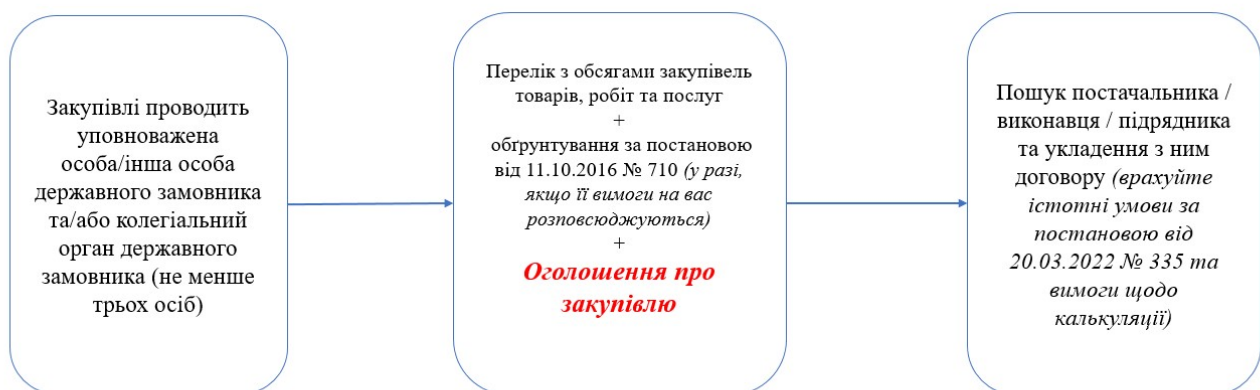 Закупівлі проводить
уповноважена
особа/інша особа
державного замовника
та/або колегіальний
орган державного
замовника (не менше
трьох осіб)
Перелік з обсягами закупівель
товарів, робіт та послуг
+
обґрунтування за постановою
від 11.10.2016 № 710 (у разі,
якщо її вимоги на вас
розповсюджуються)
+
Оголошення про
закупівлю
Пошук постачальника /
виконавця / підрядника
та укладення з ним
договору (врахуйте
істотні умови за
постановою від
20.03.2022 № 335 та
вимоги щодо
калькуляції)